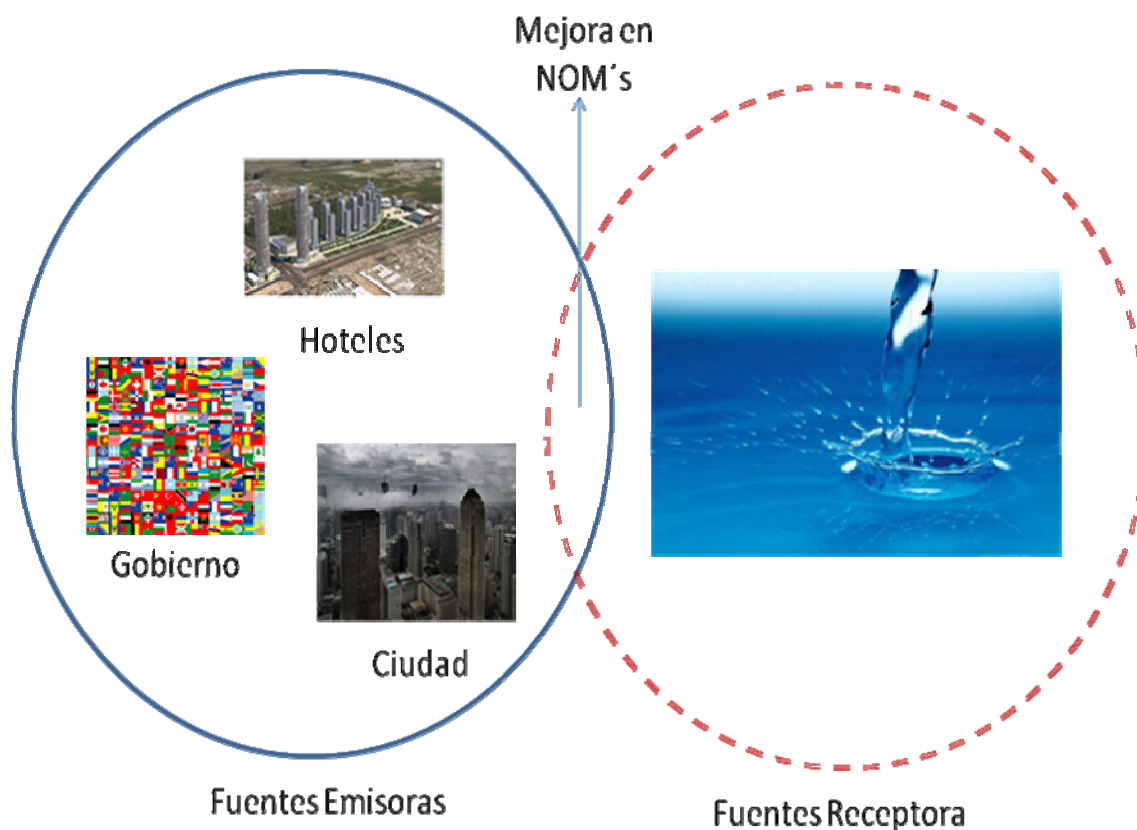 Mejora en
NOM´s
Hoteles
Gobierno
Ciudad
Fuentes Emisoras
Fuentes Receptora